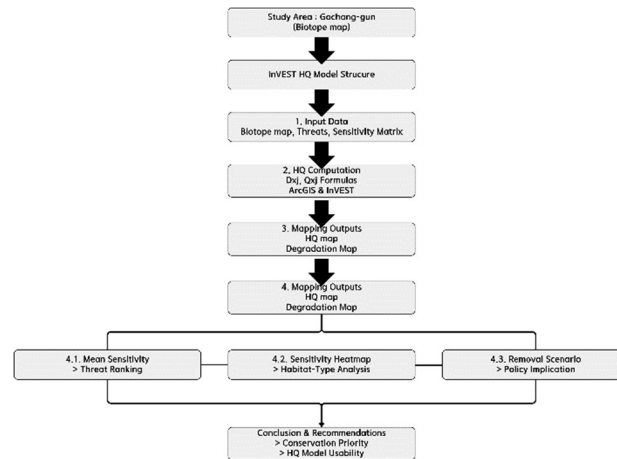 Study Area : Gochang-gun
(Biotope map)
InVEST HQ Model Strucure
1. Input Data
Biotope map, Threats, Sensitivity Matrix
2. HQ Computation
Dxj, Qxj Formulas
ArcGIS & InVEST
3. Mapping Outputs
HQ map
Degradation Map
4. Mapping Outputs
HQ map
Degradation Map
4.1. Mean Sensitivity
> Threat Ranking
4.2. Sensitivity Heatmap
> Habitat-Type Analysis
4.3. Removal Scenario
> Policy Implication
Conclusion & Recommendations
> Conservation Priority
> HQ Model Usability